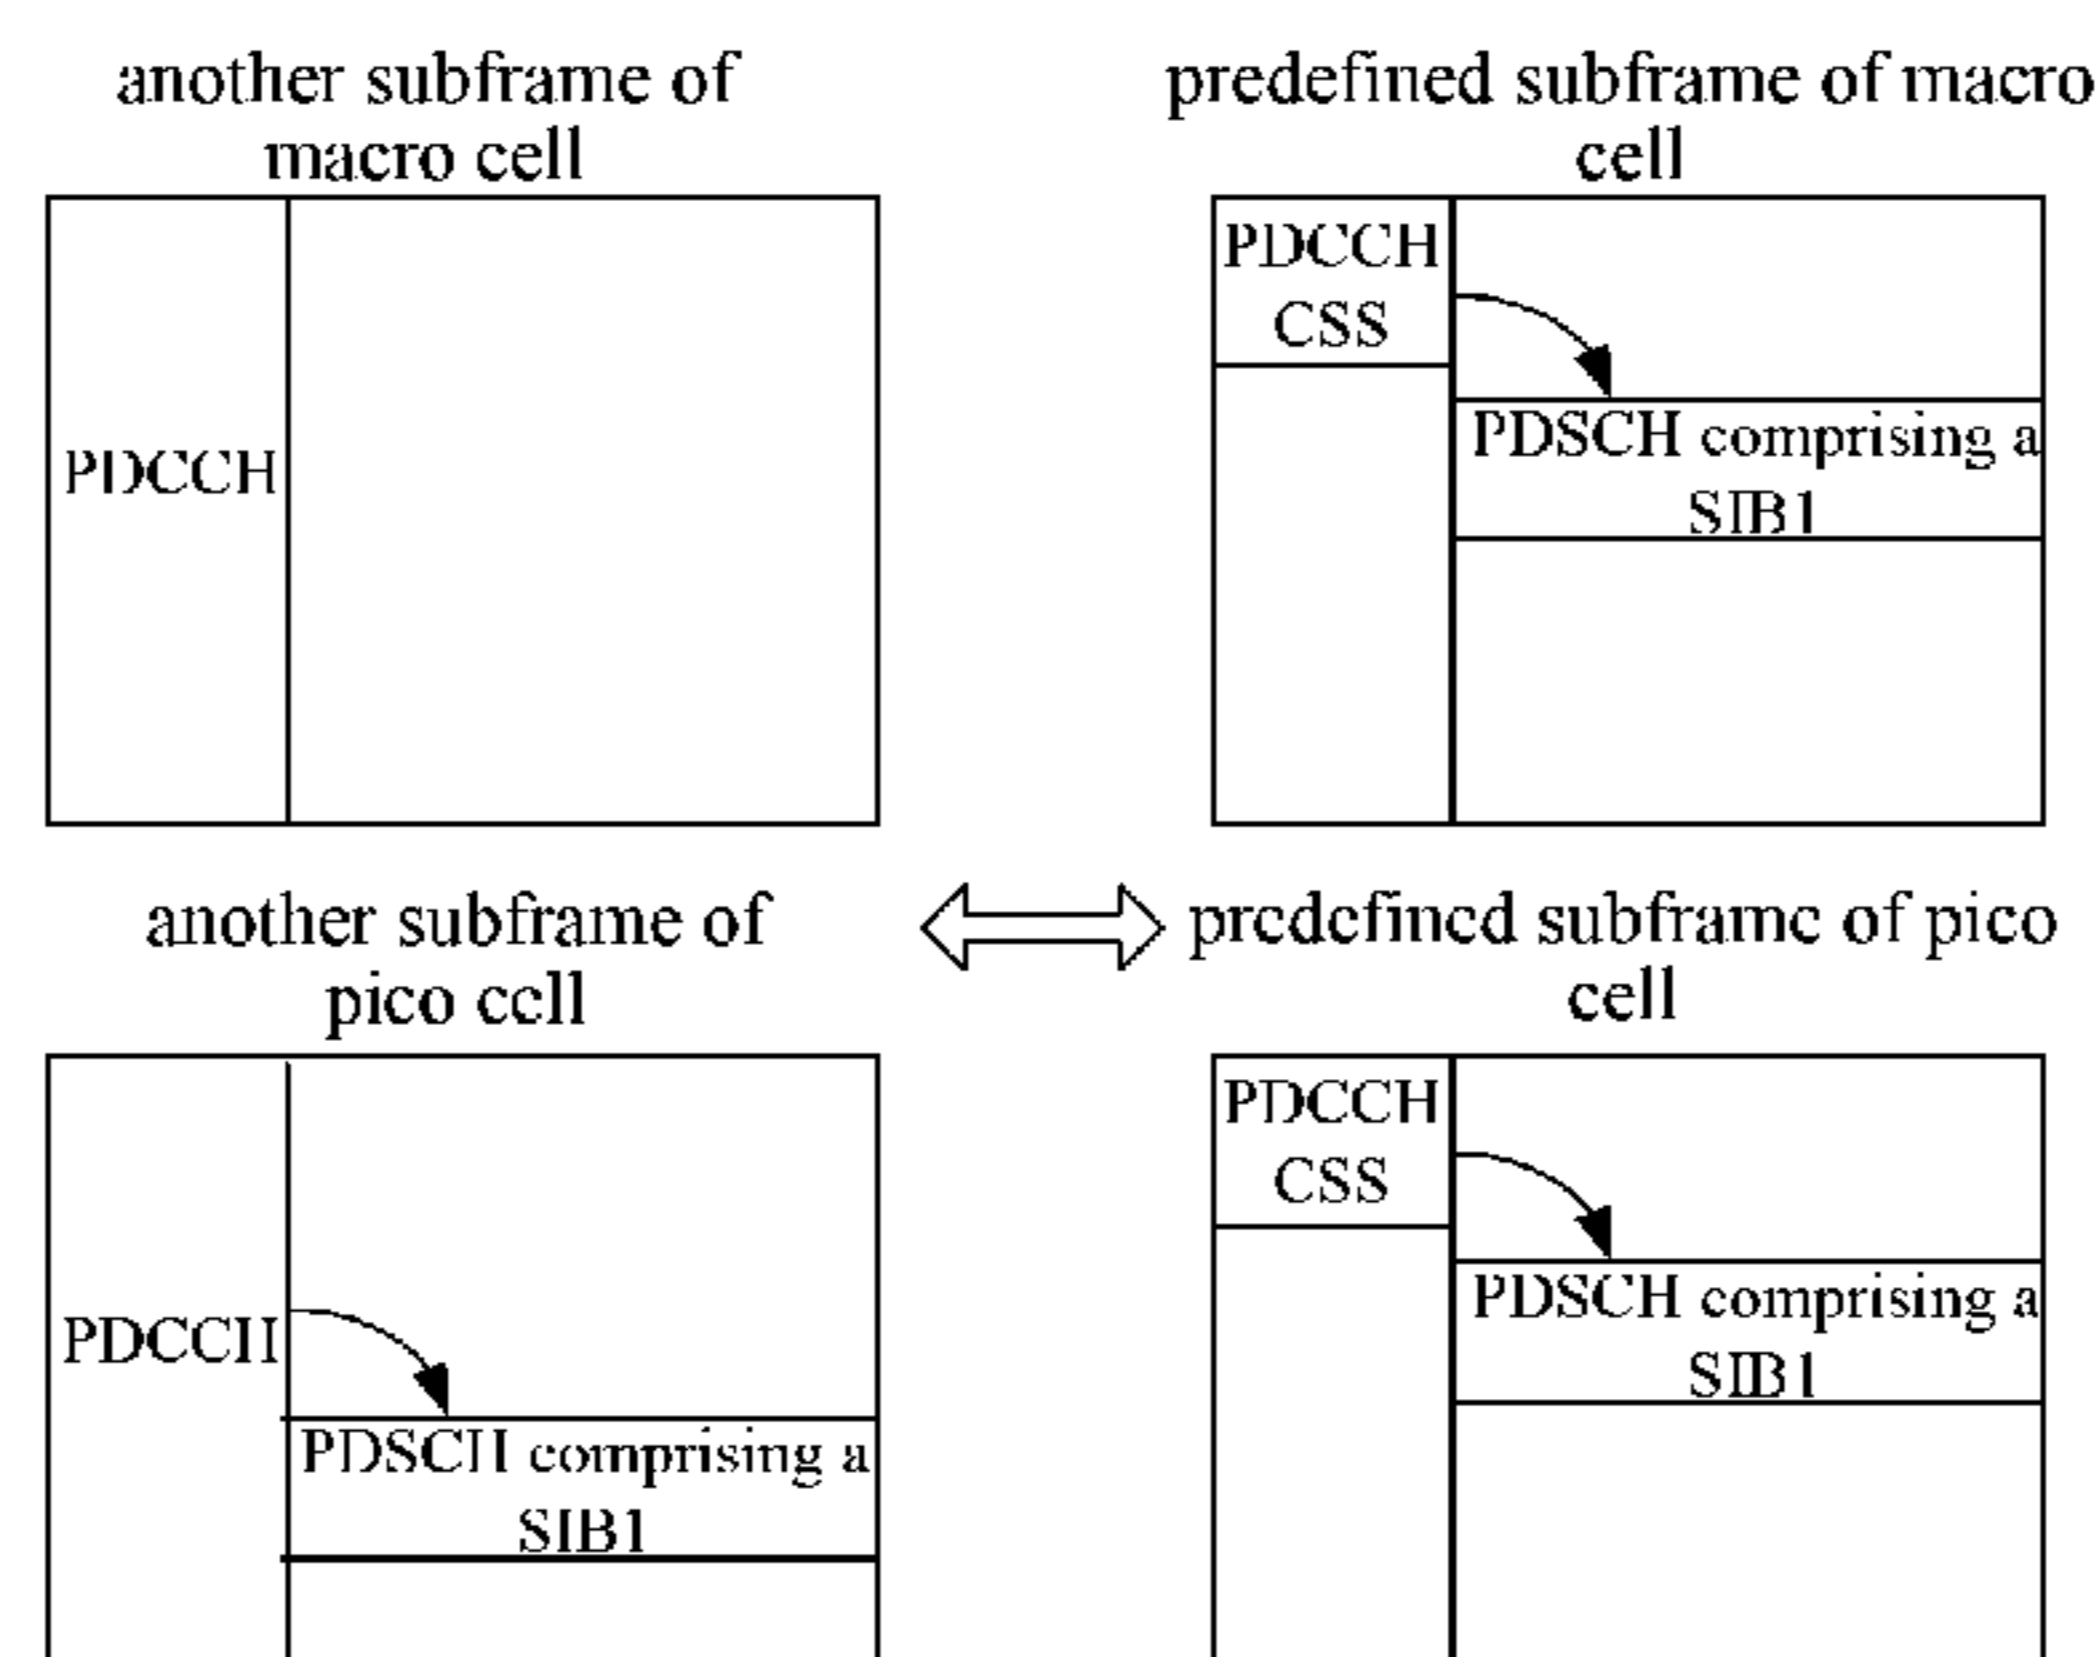 another subframe of
macro cell
PDCCH
predefined subframe of macro
cell
PDCCH
CSS
PDSCH comprising a
SIB1
another subframe of
pico cell
PDCCH
PDSCH comprising a
SIB1
predefined subframe of pico
cell
PDCCH
CSS
PDSCH comprising a
SIB1